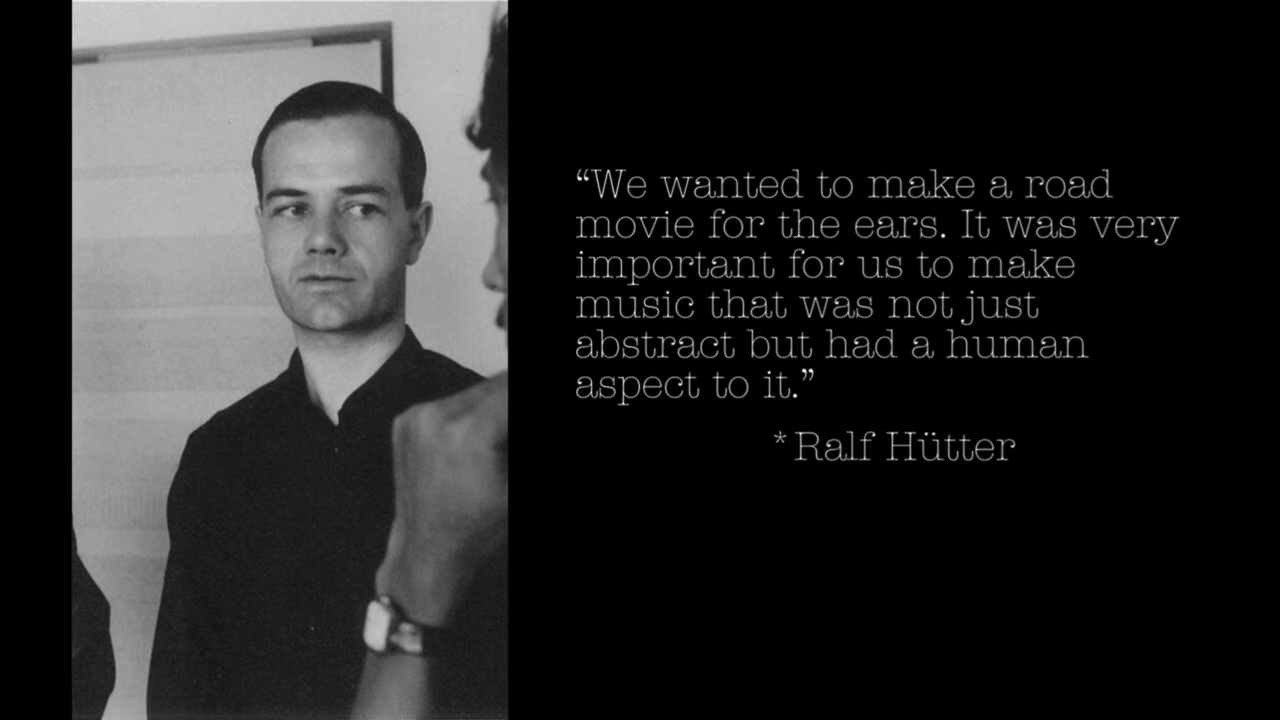 “We wanted to make a road
movie for the ears. It was very
important for us to make
music that was not just
abstract but had a human
aspect to it.”
*Ralf Hütter